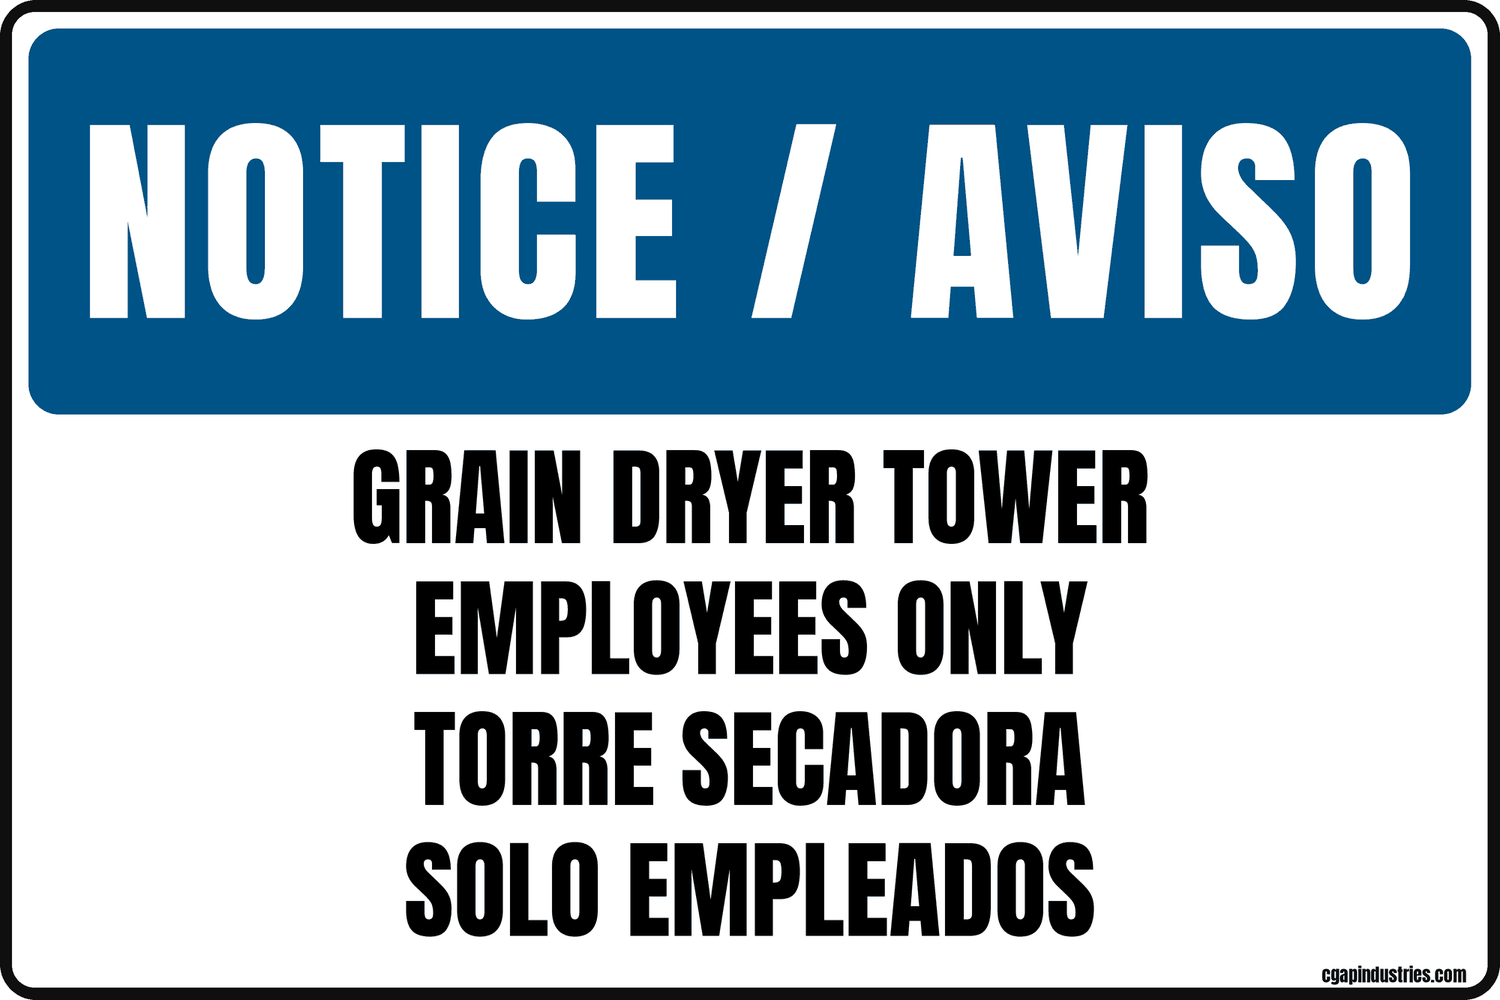 NOTICE / AVISO
GRAIN DRYER TOWER
EMPLOYEES ONLY
TORRE SECADORA
SOLO EMPLEADOS
cgapindustries.com